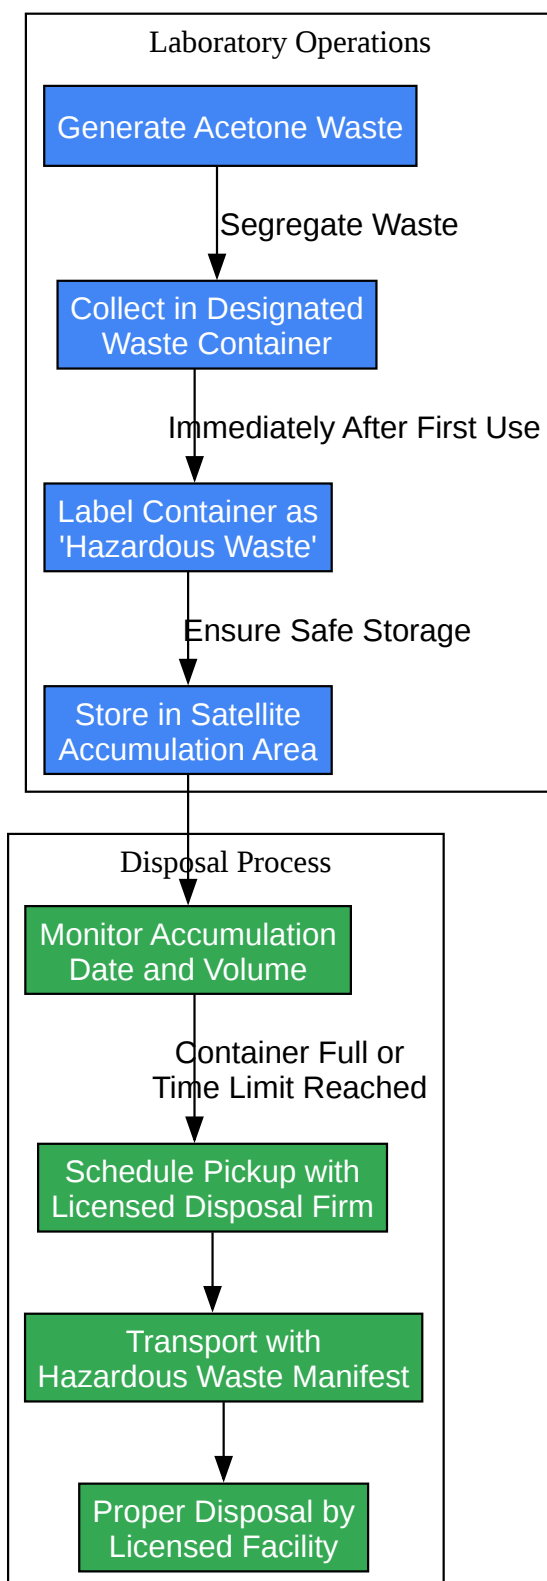 Laboratory Operations
Generate Acetone Waste
Segregate Waste
Collect in Designated
Waste Container
Immediately After First Use
Label Container as
'Hazardous Waste'
Ensure Safe Storage
Store in Satellite
Accumulation Area
Disposal Process
Monitor Accumulation
Date and Volume
Container Full or
Time Limit Reached
Schedule Pickup with
Licensed Disposal Firm
Transport with
Hazardous Waste Manifest
Proper Disposal by
Licensed Facility